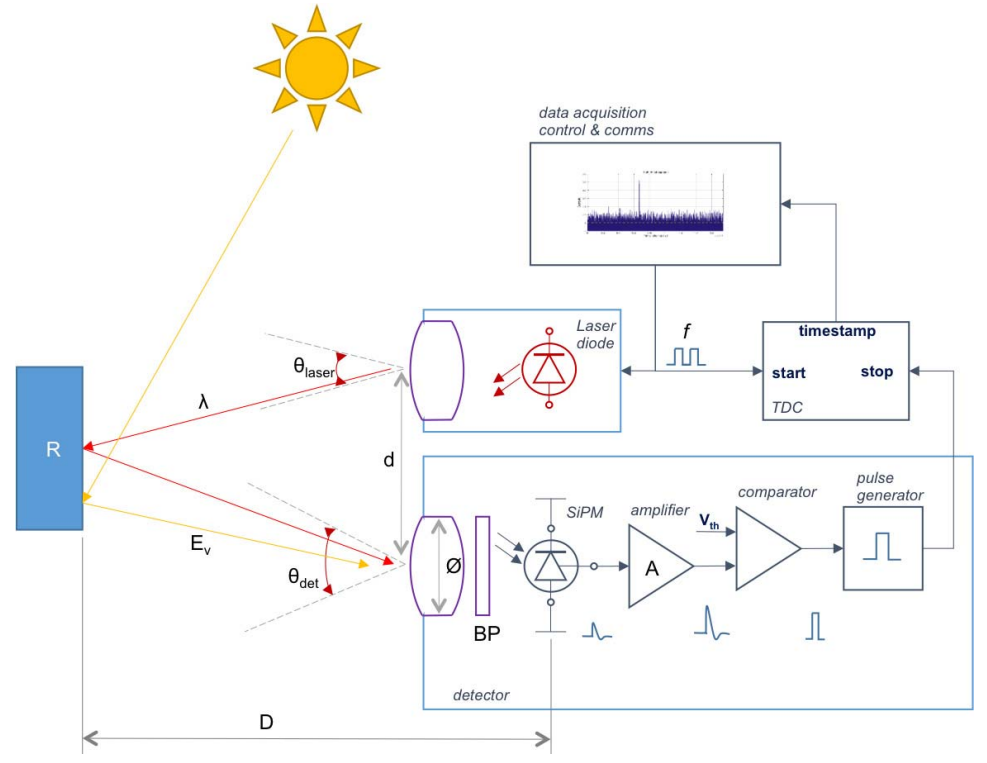 data acquisition
control & comms
Laser
diode
f
timestamp
start
stop
TDC
θlaser
λ
R
d
Ev
θdet
Ø
BP
SiPM
amplifier
A
comparator
Vth
pulse
generator
detector
D